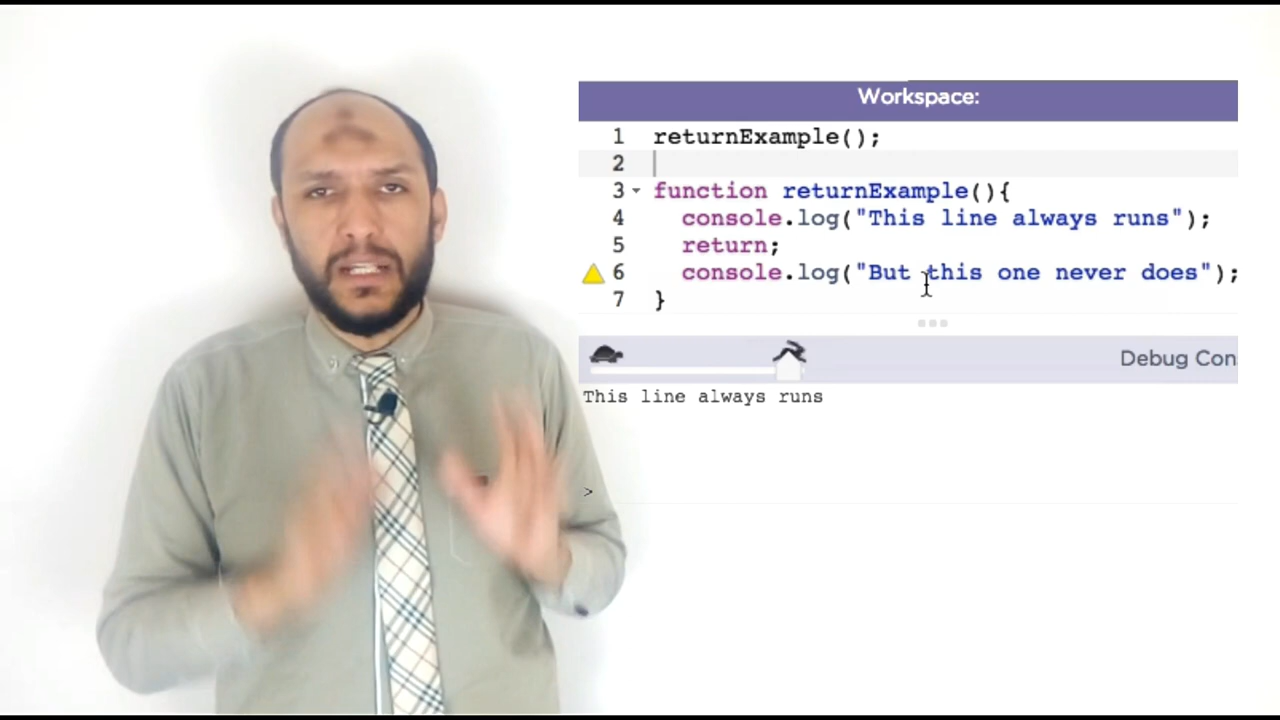 Workspace:
1 returnExample();
2
3 function returnExample(){
4 console.log("This line always runs");
5 return;
6 console.log("But this one never does");
7 }
Debug Con
This line always runs
>